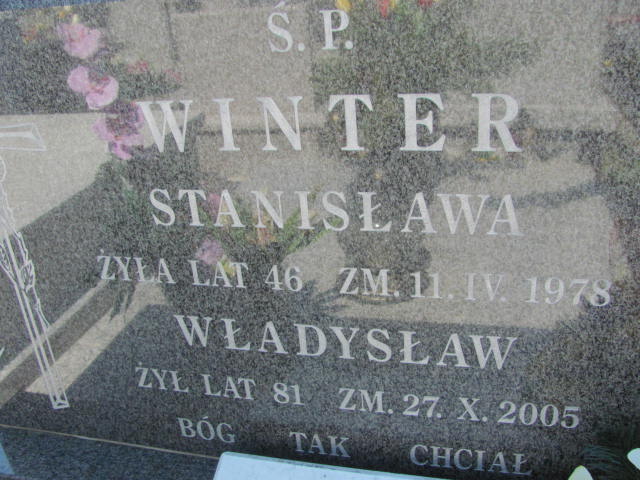 Ś. P.
WINTER
STANISŁAWA
ŻYŁA LAT 46 ZM. 11. IV. 1978
WŁADYSŁAW
ŻYŁ LAT 81 ZM. 27. X. 2005
BÓG TAK CHCIAŁ